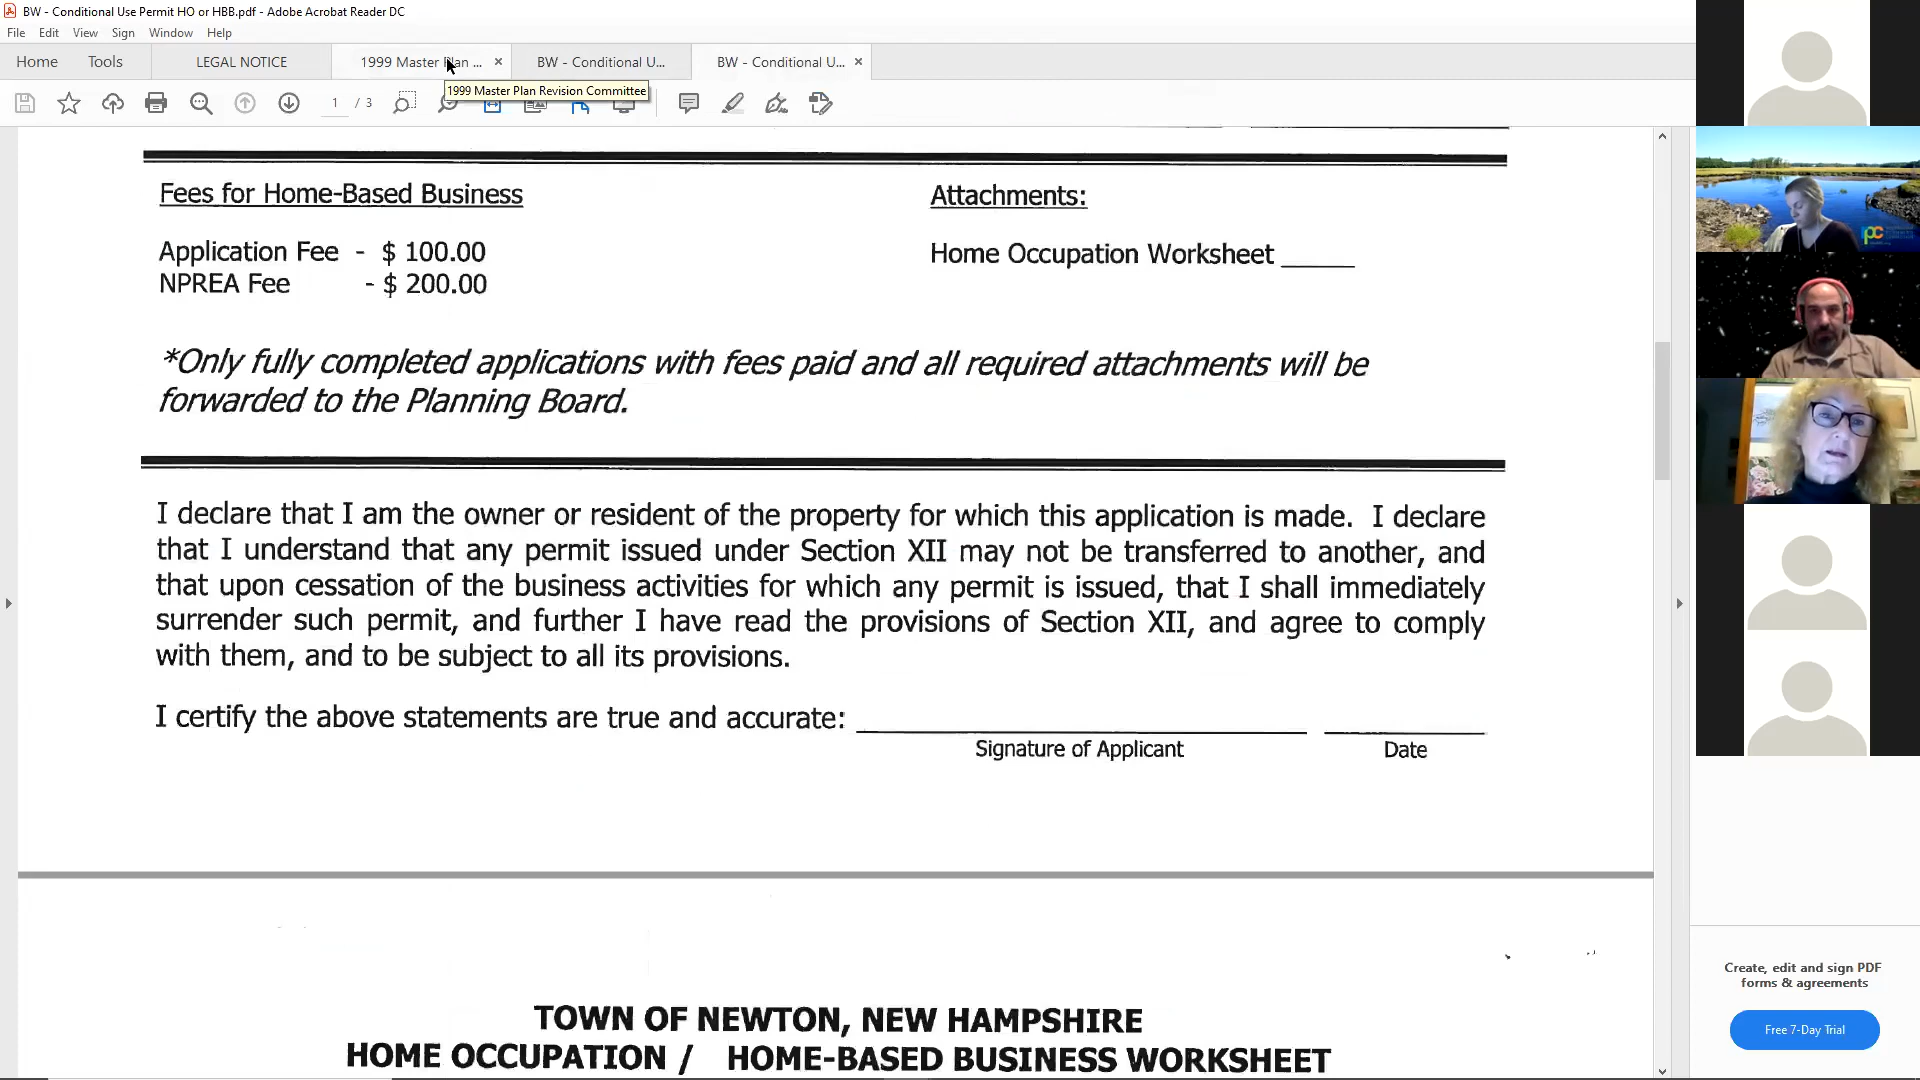 BW - Conditional Use Permit HO or HBB.pdf - Adobe Acrobat Reader DC
File Edit View Sign Window Help
Home Tools LEGAL NOTICE 1999 Master Plan ... × BW - Conditional U... BW - Conditional U... ×
1 / 3
1999 Master Plan Revision Committee
Fees for Home-Based Business
Attachments:
Application Fee - $ 100.00
Home Occupation Worksheet _____
NPREA Fee - $ 200.00
*Only fully completed applications with fees paid and all required attachments will be
forwarded to the Planning Board.
I declare that I am the owner or resident of the property for which this application is made. I declare
that I understand that any permit issued under Section XII may not be transferred to another, and
that upon cessation of the business activities for which any permit is issued, that I shall immediately
surrender such permit, and further I have read the provisions of Section XII, and agree to comply
with them, and to be subject to all its provisions.
I certify the above statements are true and accurate:
Signature of Applicant Date
TOWN OF NEWTON, NEW HAMPSHIRE
HOME OCCUPATION / HOME-BASED BUSINESS WORKSHEET
Create, edit and sign PDF
forms & agreements
Free 7-Day Trial